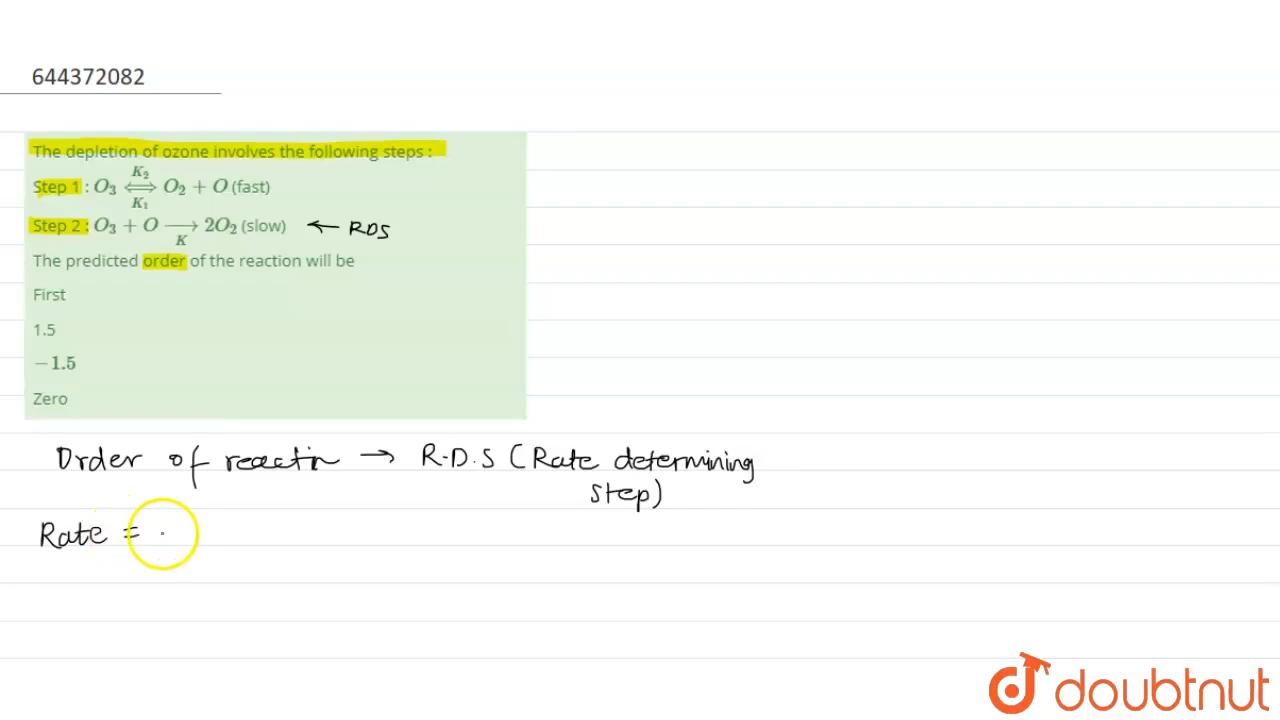 644372082
The depletion of ozone involves the following steps :
K₂
Step 1 : O₃ ⟺ O₂ + O (fast)
K₁
Step 2 : O₃ + O ⟶ 2O₂ (slow) ← RDS
K
The predicted order of the reaction will be
First
1.5
−1.5
Zero
Order of reactin → R.D.S (Rate determining
step)
Rate =
doubtnut